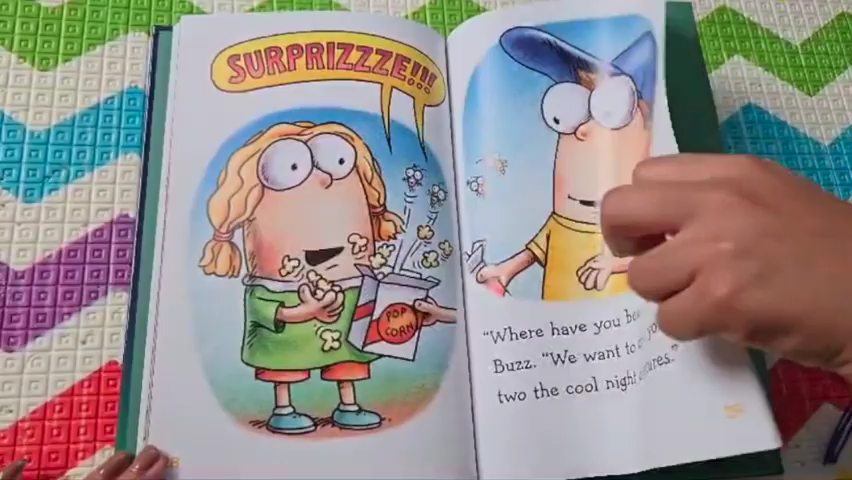 SURPRIZZZE!!!
POP
CORN
"Where have you
Buzz. "We want to
two the cool night